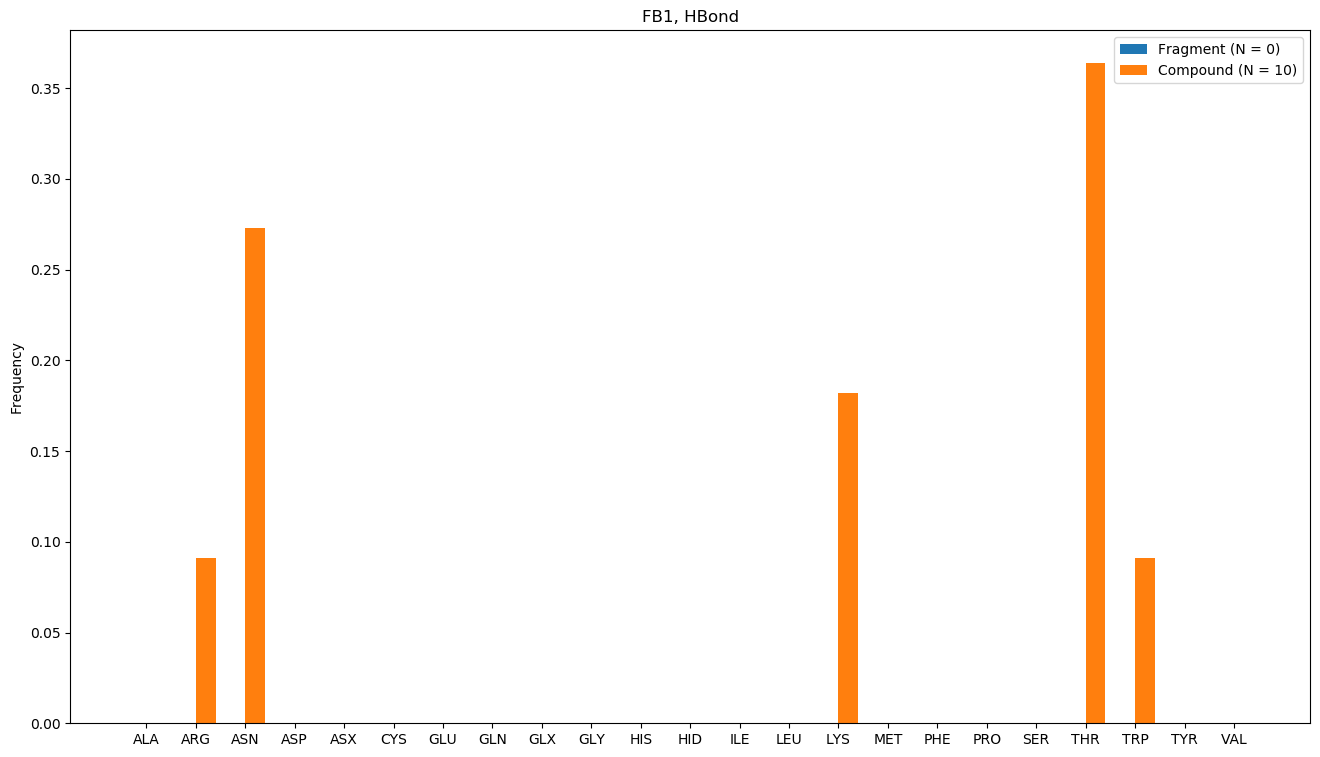 FB1, HBond
Fragment (N = 0)
Compound (N = 10)
Frequency
0.35
0.30
0.25
0.20
0.15
0.10
0.05
0.00
ALA ARG ASN ASP ASX CYS GLU GLN GLX GLY HIS HID ILE LEU LYS MET PHE PRO SER THR TRP TYR VAL